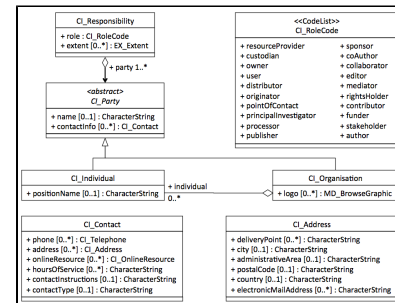 CI_Responsibility
+ role : CI_RoleCode
+ extent [0..*] : EX_Extent
+ party 1..*
<abstract>
CI_Party
+ name [0..1] : CharacterString
+ contactInfo [0..*] : CI_Contact
<<CodeList>>
CI_RoleCode
+ resourceProvider
+ custodian
+ owner
+ user
+ distributor
+ originator
+ pointOfContact
+ principalInvestigator
+ processor
+ publisher
+ sponsor
+ coAuthor
+ collaborator
+ editor
+ mediator
+ rightsHolder
+ contributor
+ funder
+ stakeholder
+ author
CI_Individual
+ positionName [0..1] : CharacterString
+ individual
0..*
CI_Organisation
+ logo [0..*] : MD_BrowseGraphic
CI_Contact
+ phone [0..*] : CI_Telephone
+ address [0..*] : CI_Address
+ onlineResource [0..*] : CI_OnlineResource
+ hoursOfService [0..*] : CharacterString
+ contactInstructions [0..1] : CharacterString
+ contactType [0..1] : CharacterString
CI_Address
+ deliveryPoint [0..*] : CharacterString
+ city [0..1] : CharacterString
+ administrativeArea [0..1] : CharacterString
+ postalCode [0..1] : CharacterString
+ country [0..1] : CharacterString
+ electronicMailAddress [0..*] : CharacterString